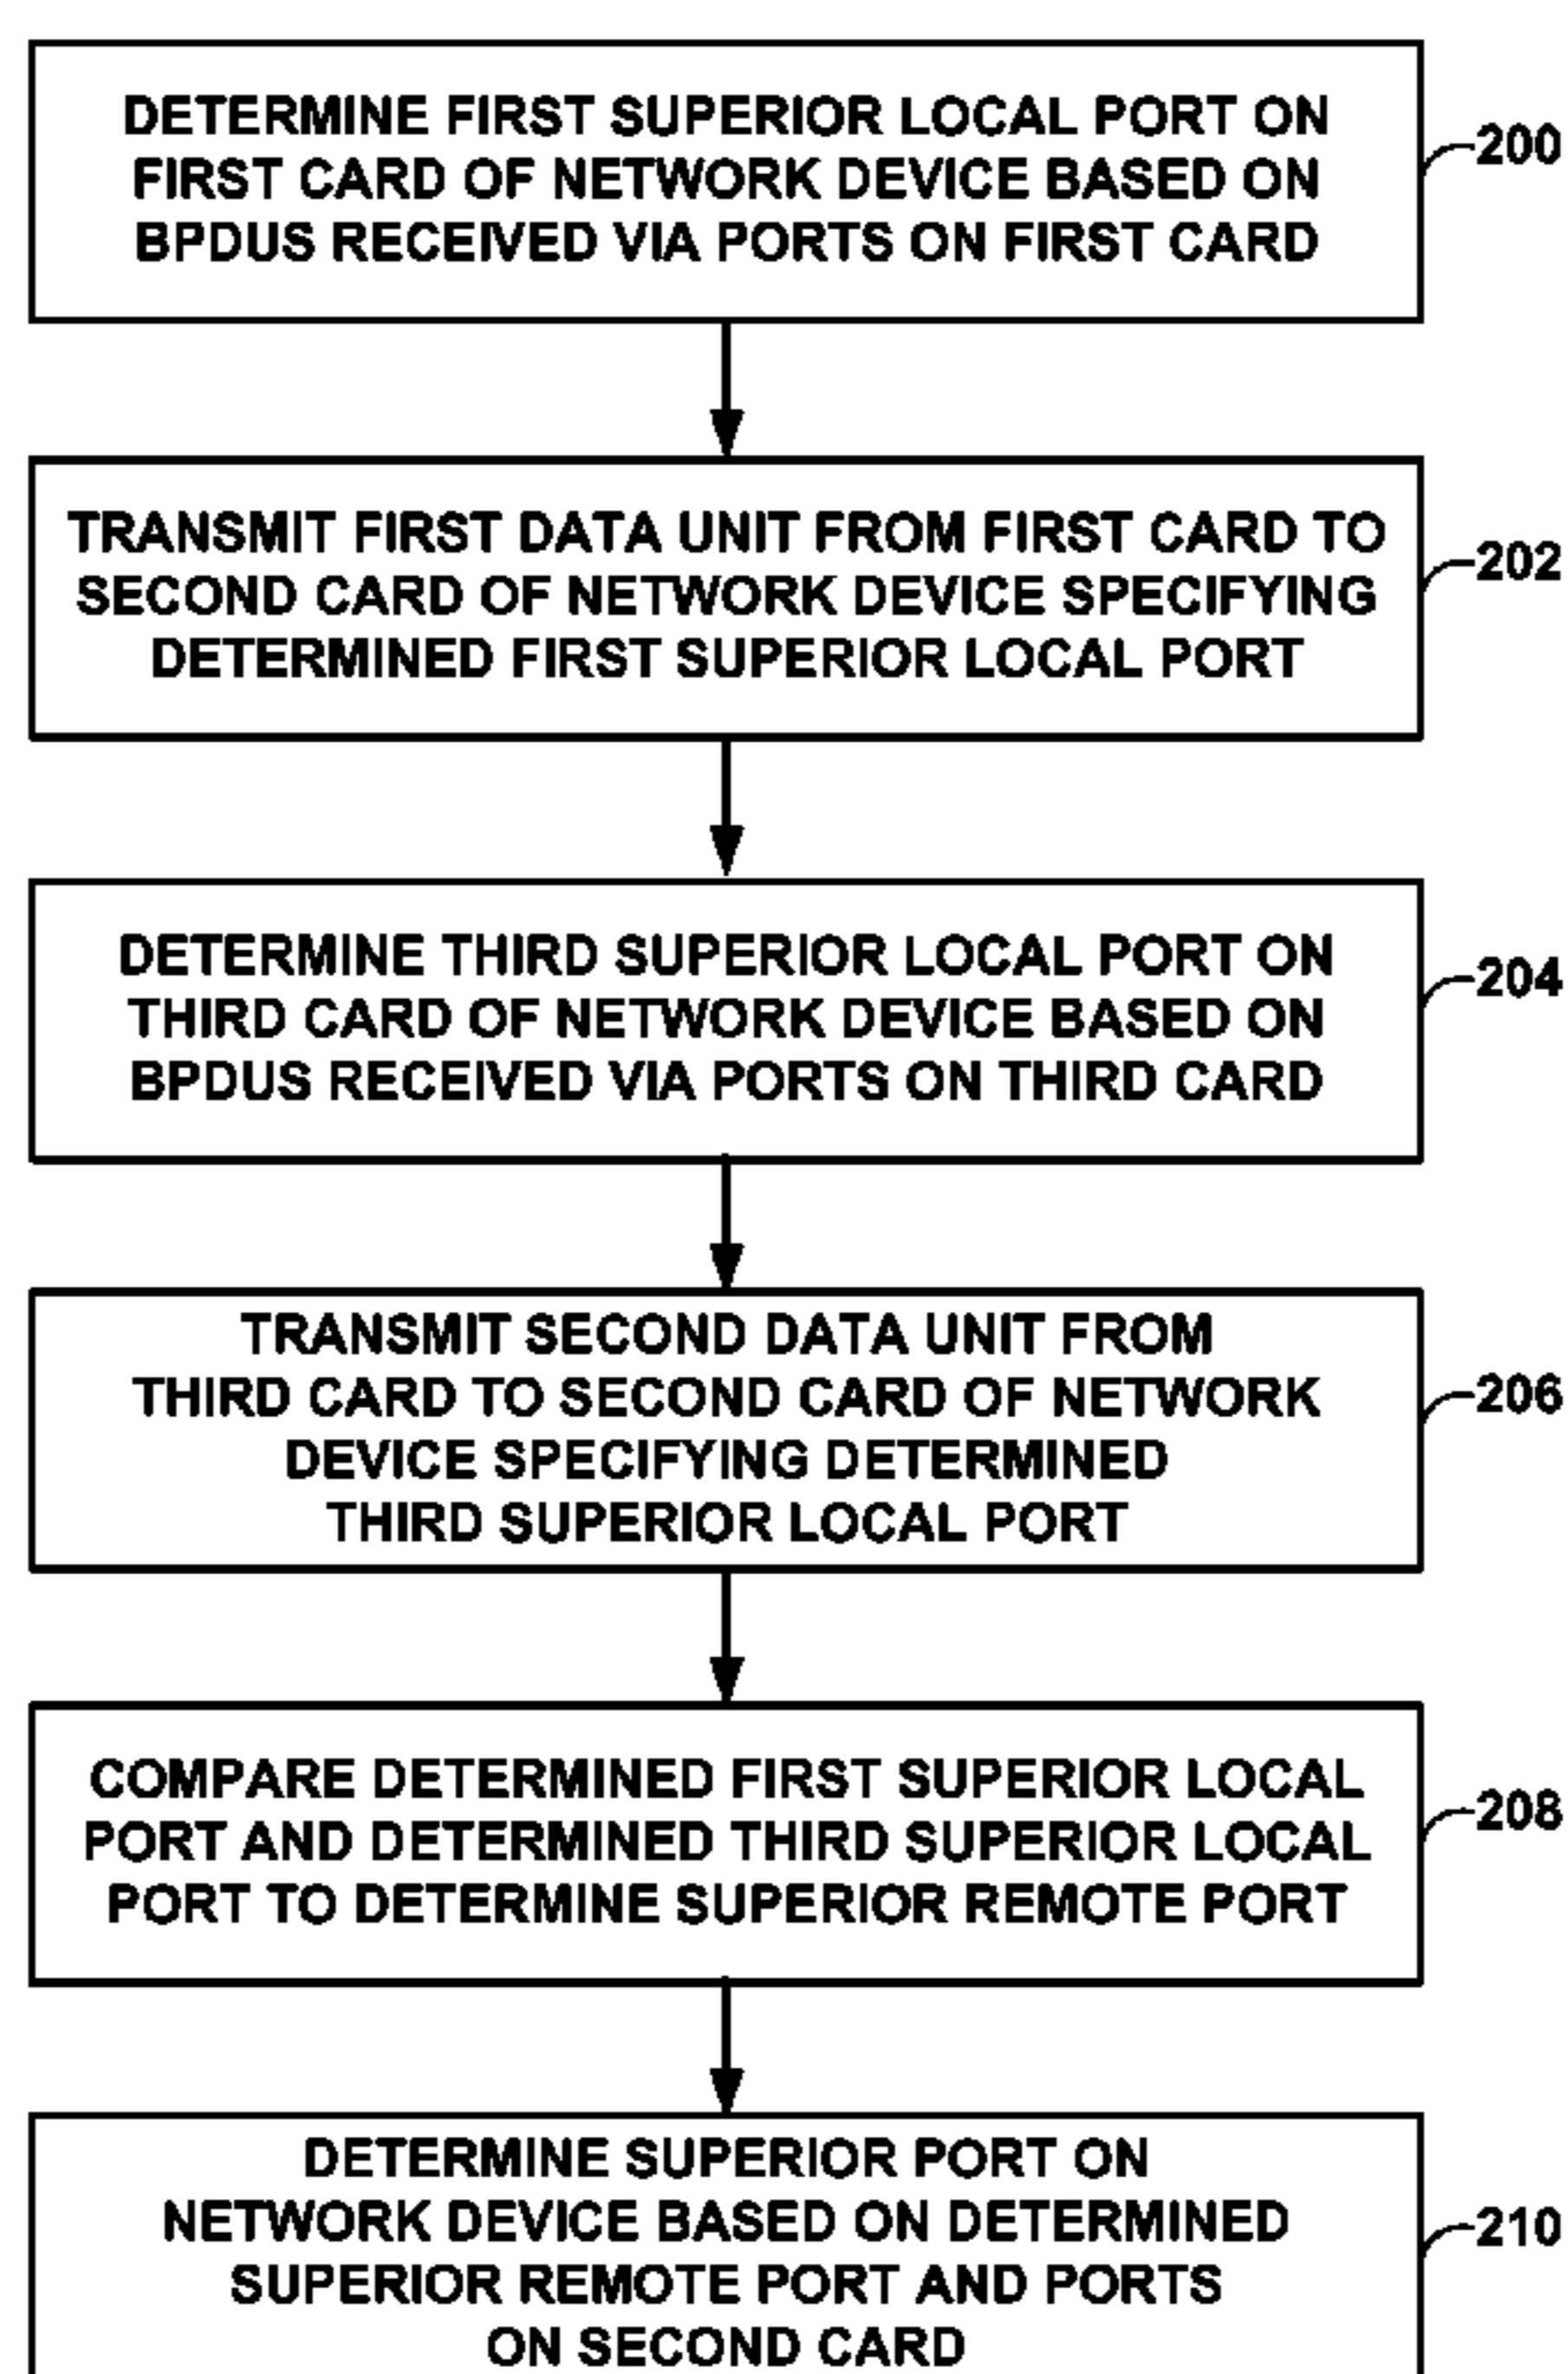 DETERMINE FIRST SUPERIOR LOCAL PORT ON
FIRST CARD OF NETWORK DEVICE BASED ON
BPDUS RECEIVED VIA PORTS ON FIRST CARD
200
TRANSMIT FIRST DATA UNIT FROM FIRST CARD TO
SECOND CARD OF NETWORK DEVICE SPECIFYING
DETERMINED FIRST SUPERIOR LOCAL PORT
202
DETERMINE THIRD SUPERIOR LOCAL PORT ON
THIRD CARD OF NETWORK DEVICE BASED ON
BPDUS RECEIVED VIA PORTS ON THIRD CARD
204
TRANSMIT SECOND DATA UNIT FROM
THIRD CARD TO SECOND CARD OF NETWORK
DEVICE SPECIFYING DETERMINED
THIRD SUPERIOR LOCAL PORT
206
COMPARE DETERMINED FIRST SUPERIOR LOCAL
PORT AND DETERMINED THIRD SUPERIOR LOCAL
PORT TO DETERMINE SUPERIOR REMOTE PORT
208
DETERMINE SUPERIOR PORT ON
NETWORK DEVICE BASED ON DETERMINED
SUPERIOR REMOTE PORT AND PORTS
ON SECOND CARD
210